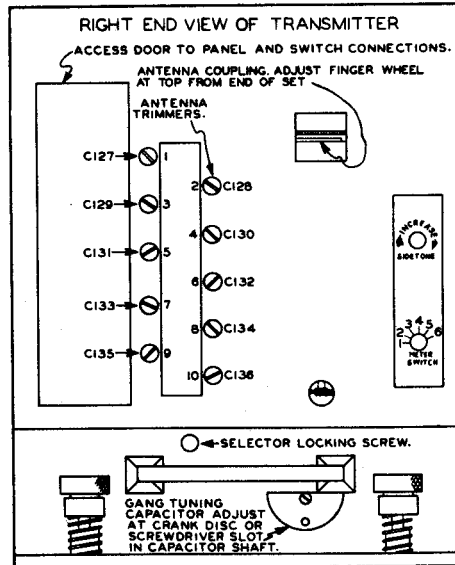 RIGHT END VIEW OF TRANSMITTER
ACCESS DOOR TO PANEL AND SWITCH CONNECTIONS.
ANTENNA COUPLING. ADJUST FINGER WHEEL
AT TOP FROM END OF SET
ANTENNA
TRIMMERS.
C127 1
2 C128
C129 3
4 C130
C131 5
6 C132
C133 7
8 C134
C135 9
10 C136
INCREASE
SIDETONE
1 2 3 4 5 6
METER
SWITCH
SELECTOR LOCKING SCREW.
GANG TUNING
CAPACITOR ADJUST
AT CRANK DISC OR
SCREWDRIVER SLOT
IN CAPACITOR SHAFT.